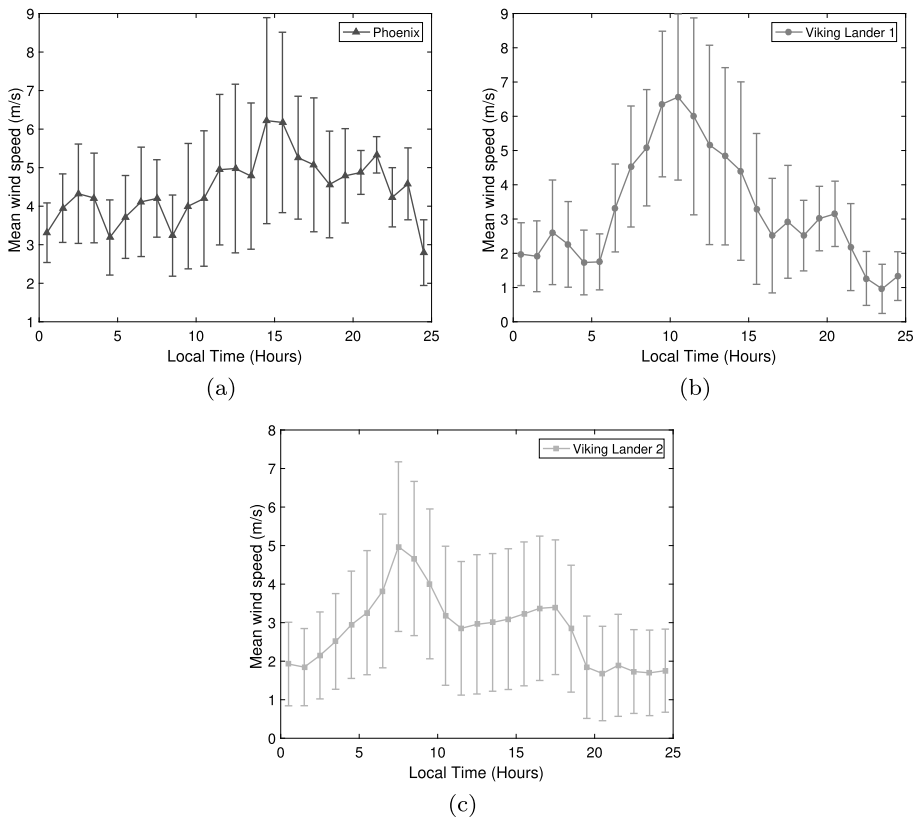 9
8
7
6
5
4
3
2
1
Mean wind speed (m/s)
Phoenix
0 5 10 15 20 25
Local Time (Hours)
(a)
9
8
7
6
5
4
3
2
1
0
Mean wind speed (m/s)
Viking Lander 1
0 5 10 15 20 25
Local Time (Hours)
(b)
8
7
6
5
4
3
2
1
0
Mean wind speed (m/s)
Viking Lander 2
0 5 10 15 20 25
Local Time (Hours)
(c)